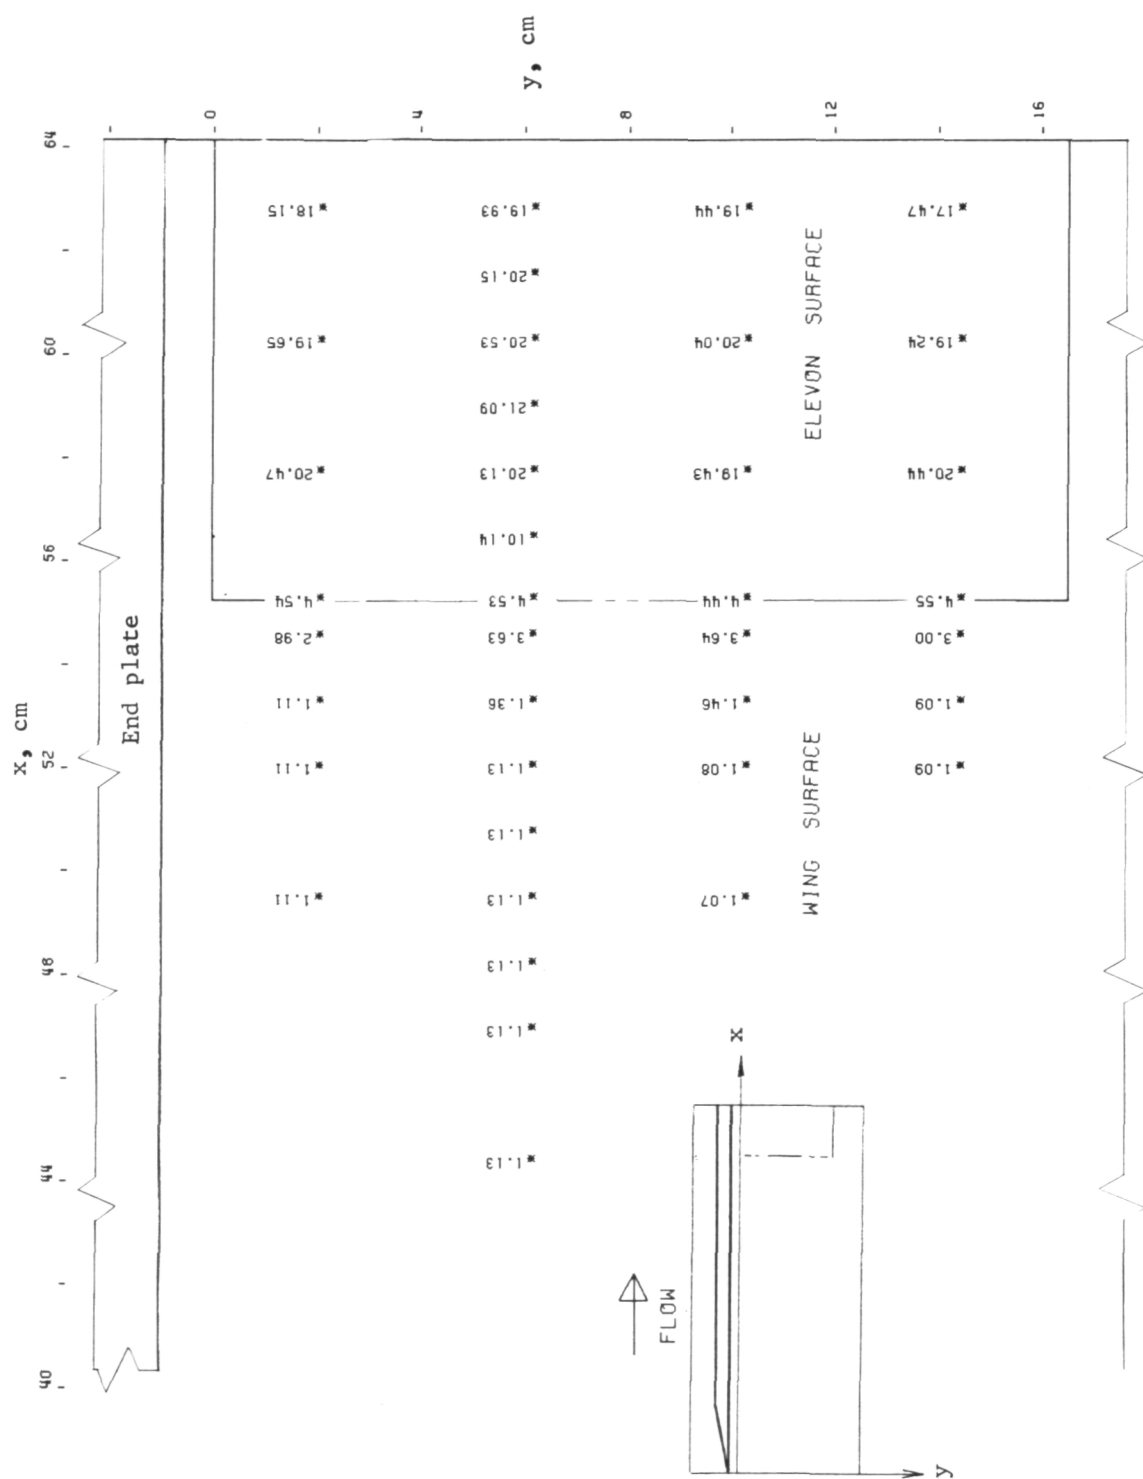 y, cm
0 4 8 12 16
64
18.15 19.93 19.44 17.47
20.15
60
19.65 20.53 20.04 19.24
ELEVON SURFACE
21.09
20.47 20.13 19.43 20.44
56
10.14
4.54 4.53 4.44 4.55
2.98 3.63 3.64 3.00
End plate
x, cm
1.11 1.36 1.46 1.09
52
1.11 1.13 1.08 1.09
1.13
WING SURFACE
1.11 1.13 1.07
48
1.13
1.13
x
44
1.13
FLOW
40
y